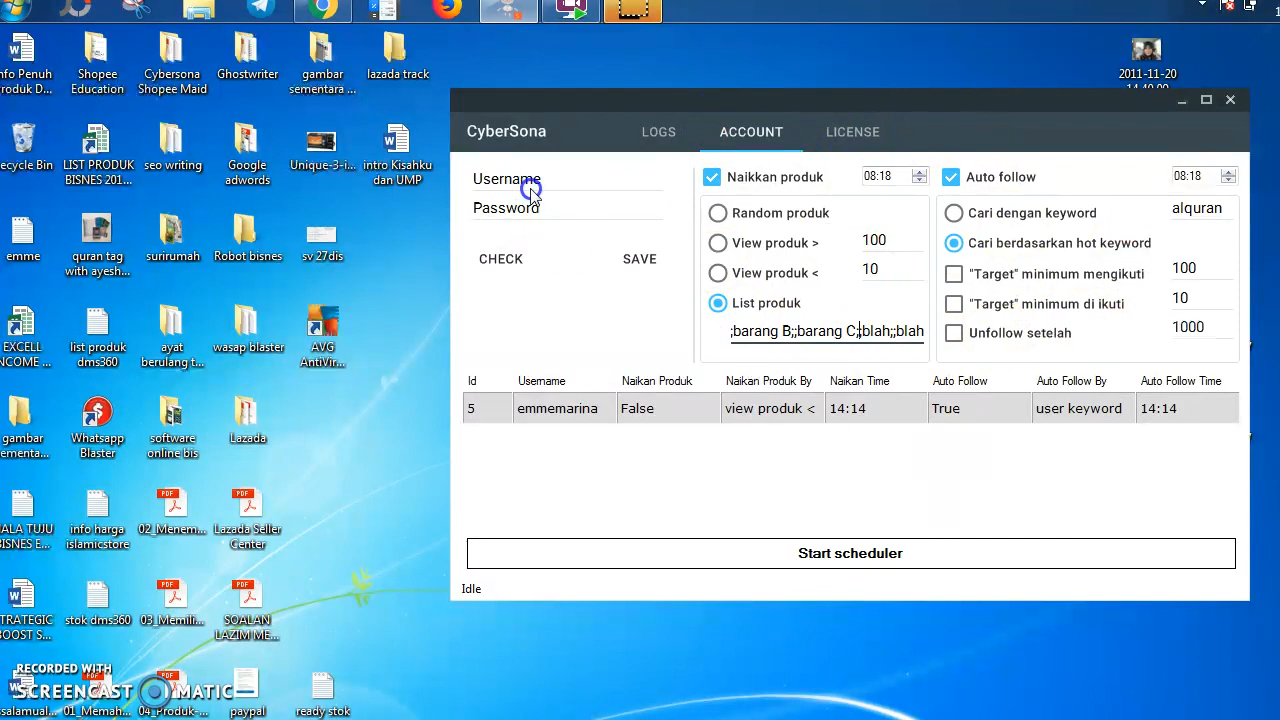 nfo Penuh
roduk D...
Shopee
Education
Cybersona
Shopee Maid
Ghostwriter
gambar
sementara ...
lazada track
2011-11-20
ecycle Bin
LIST PRODUK
BISNES 201...
seo writing
Google
adwords
Unique-3-i...
intro Kisahku
dan UMP
emme
quran tag
with ayesh...
surirumah
Robot bisnes
sv 27dis
EXCELL
INCOME ...
list produk
dms360
ayat
berulang t...
wasap blaster
AVG
AntiVir...
gambar
ementa...
Whatsapp
Blaster
software
online bis
Lazada
ALA TUJU
BISNES E...
info harga
islamicstore
PDF
02_Menem...
PDF
Lazada Seller
Center
TRATEGIC
BOOST S...
stok dms360
PDF
03_Memili...
PDF
SOALAN
LAZIM ME...
RECORDED WITH
SCREENCAST MATIC
ssalamual...
01_Memah...
04_Produk-...
paypal
ready stok
CyberSona
LOGS
ACCOUNT
LICENSE
Username
Password
CHECK
SAVE
Naikkan produk
08:18
Random produk
View produk >
100
View produk <
10
List produk
;barang B;;barang C;;blah;;blah
Auto follow
08:18
Cari dengan keyword
alquran
Cari berdasarkan hot keyword
"Target" minimum mengikuti
100
"Target" minimum di ikuti
10
Unfollow setelah
1000
Id Username Naikan Produk Naikan Produk By Naikan Time Auto Follow Auto Follow By Auto Follow Time
5 emmemarina False view produk < 14:14 True user keyword 14:14
Start scheduler
Idle